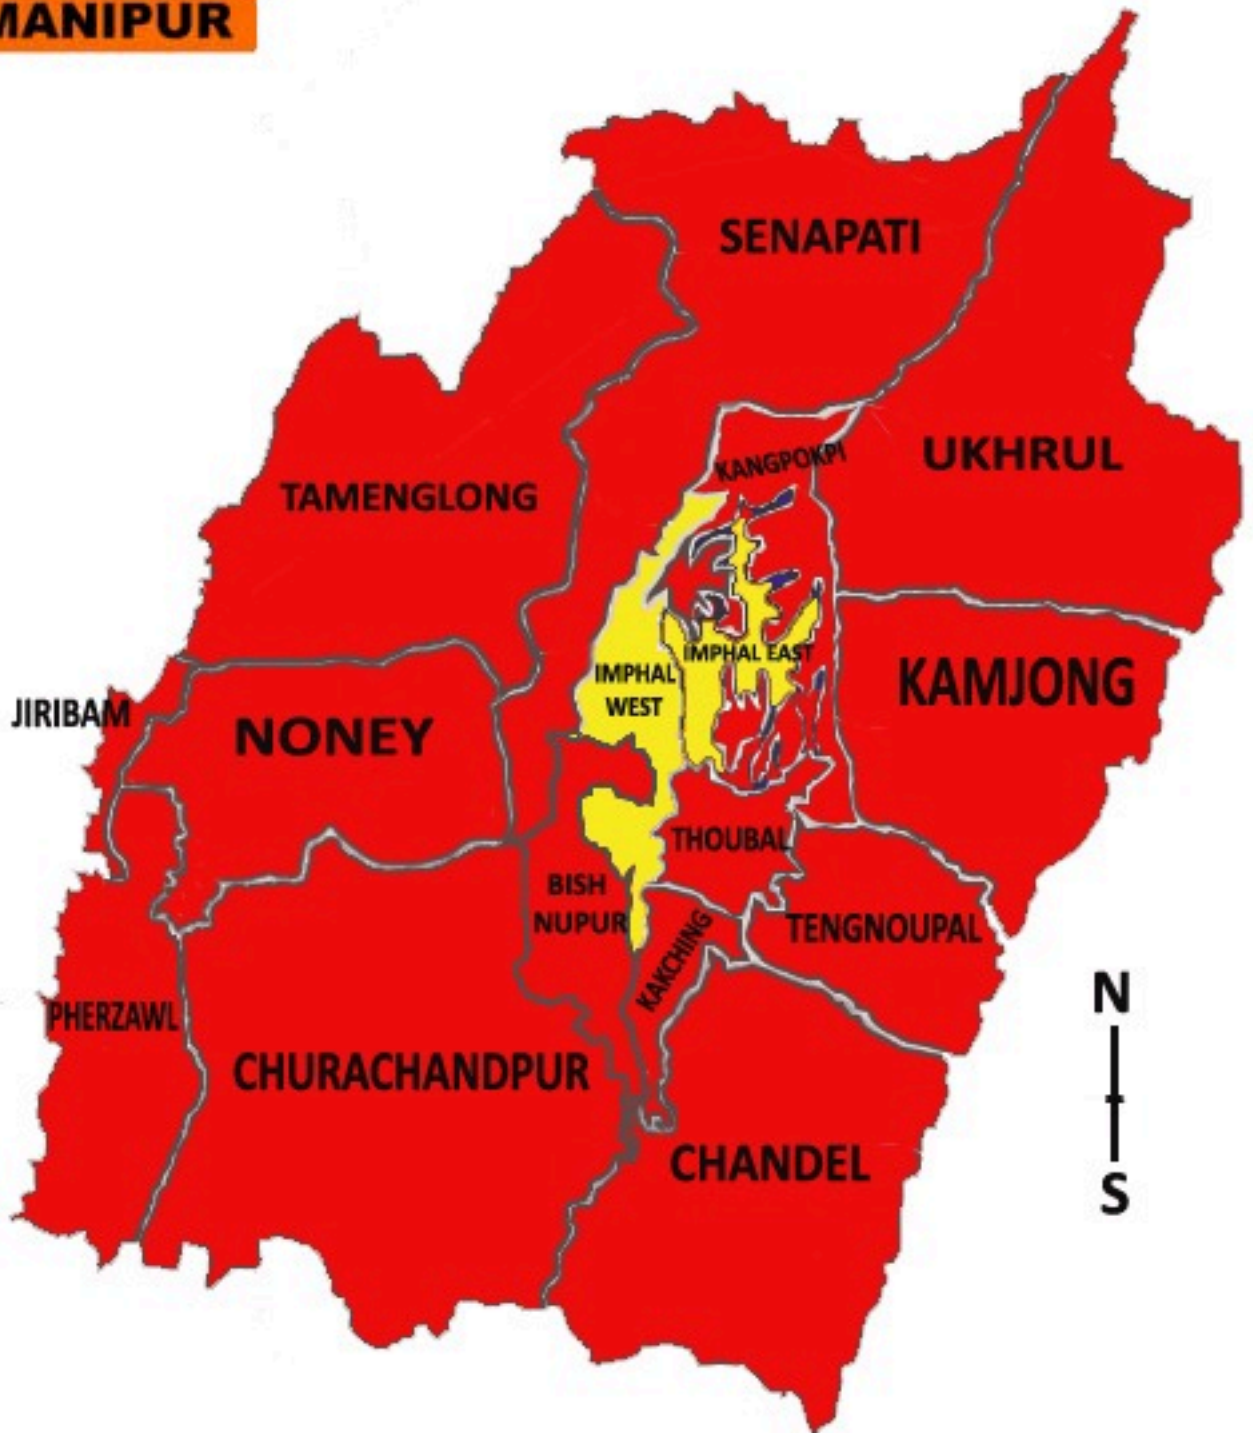 MANIPUR
SENAPATI
UKHRUL
KANGPOKPI
TAMENGLONG
IMPHAL EAST
IMPHAL
WEST
KAMJONG
JIRIBAM
NONEY
THOUBAL
BISH
NUPUR
TENGNOUPAL
KAKCHING
N
PHERZAWL
CHURACHANDPUR
CHANDEL
S